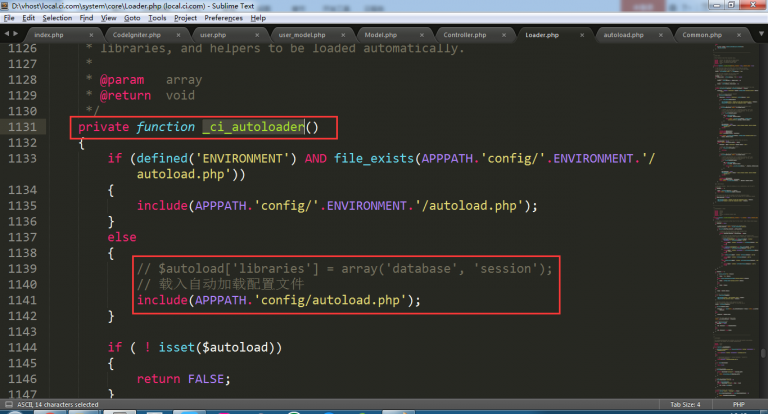 D:\vhost\local.ci.com\system\core\Loader.php (local.ci.com) - Sublime Text
File Edit Selection Find View Goto Tools Project Preferences Help
index.php CodeIgniter.php user.php user_model.php Model.php Controller.php Loader.php autoload.php Common.php
1126 * libraries, and helpers to be loaded automatically.
1127 *
1128 * @param array
1129 * @return void
1130 */
1131 private function _ci_autoloader()
1132 {
1133 if (defined('ENVIRONMENT') AND file_exists(APPPATH.'config/'.ENVIRONMENT.'/
autoload.php'))
1134 {
1135 include(APPPATH.'config/'.ENVIRONMENT.'/autoload.php');
1136 }
1137 else
1138 {
1139 // $autoload['libraries'] = array('database', 'session');
1140 // 载入自动加载配置文件
1141 include(APPPATH.'config/autoload.php');
1142 }
1143
1144 if ( ! isset($autoload))
1145 {
1146 return FALSE;
1147 }
ASCII, 14 characters selected Tab Size: 4 PHP